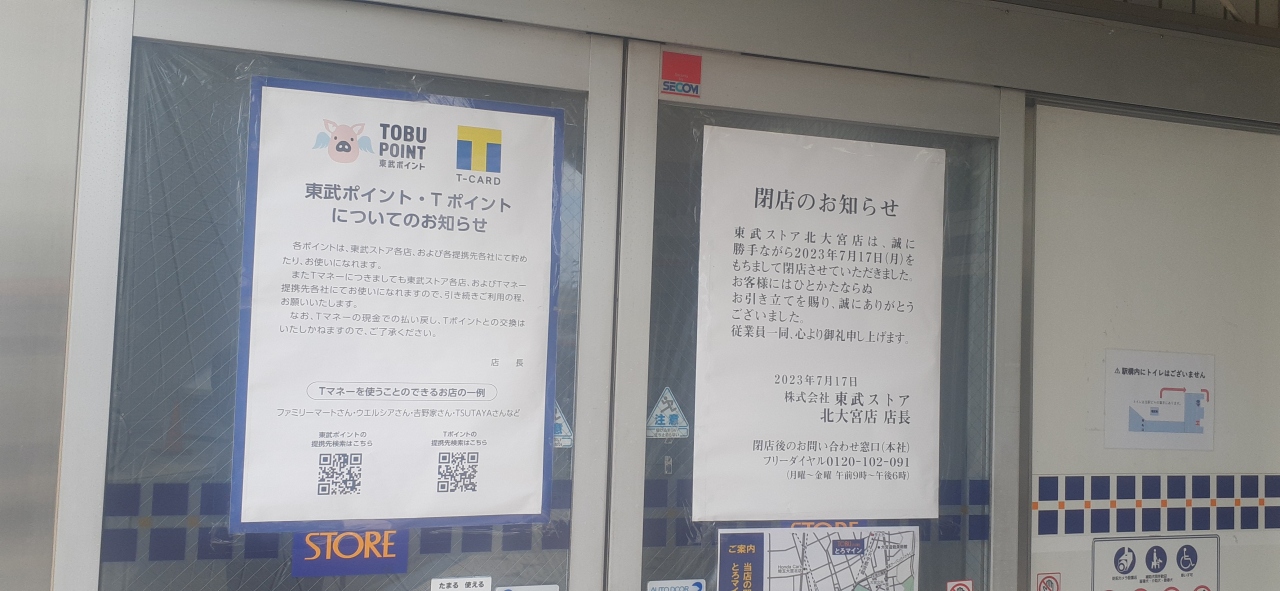 TOBU
POINT
東武ポイント
T
T-CARD
東武ポイント・T ポイント
についてのお知らせ
各ポイントは、東武ストア各店、および各提携先各社にて貯め
たり、お使いになれます。
またTマネーにつきましても東武ストア各店、およびTマネー
提携先各社にてお使いになれますので、引き続きご利用の程、
お願いいたします。
なお、Tマネーの現金での払い戻し、Tポイントとの交換は
いたしかねますので、ご了承ください。
店 長
Tマネーを使うことのできるお店の一例
ファミリーマートさん・ウエルシアさん・吉野家さん・TSUTAYAさんなど
東武ポイントの
提携先検索はこちら
Tポイントの
提携先検索はこちら
STORE
たまる 使える
SECOM
閉店のお知らせ
東武ストア北大宮店は、誠に
勝手ながら2023年7月17日(月)を
もちまして閉店させていただきました。
お客様にはひとかたならぬ
お引き立てを賜り、誠にありがとう
ございました。
従業員一同、心より御礼申し上げます。
2023年7月17日
株式会社 東武ストア
北大宮店 店長
閉店後のお問い合わせ窓口(本社)
フリーダイヤル0120-102-091
(月曜～金曜 午前9時～午後6時)
注意
STORE
ご案内
とろマイン
AUTO DOOR
⚠駅構内にトイレはございません